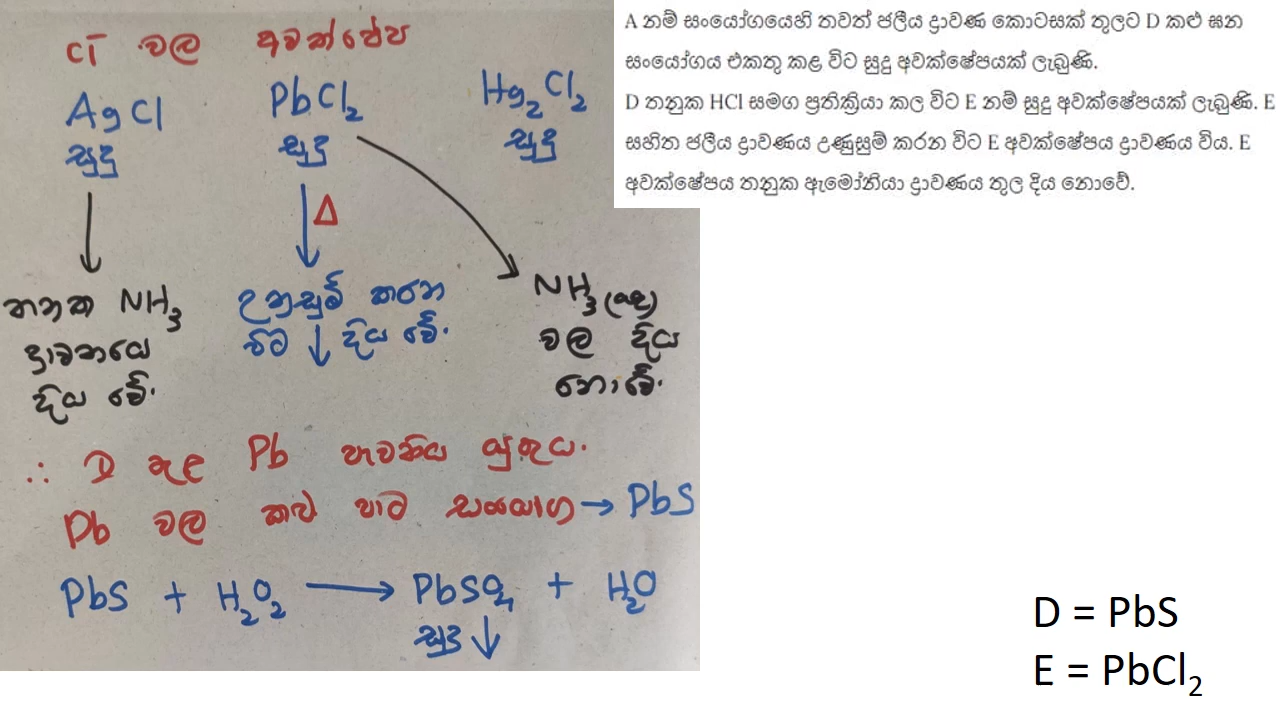 Cl⁻ වල අවක්ෂේප
AgCl PbCl₂ Hg₂Cl₂
සුදු සුදු සුදු
Δ
තනුක NH₃
ද්‍රාවනයෙ
දිය වේ.
උනුසුම් කරන
විට ↓ දිය වේ.
NH₃(aq)
වල දිය
නොවේ.
∴ D තුළ Pb පැවතිය යුතුය.
Pb වල කළු පාට සංයෝග → PbS
PbS + H₂O₂ → PbSO₄ + H₂O
සුදු ↓
A නම් සංයෝගයෙහි තවත් ජලීය ද්‍රාවණ කොටසක් තුලට D කළු ඝන
සංයෝගය එකතු කළ විට සුදු අවක්ෂේපයක් ලැබුණි.
D තනුක HCl සමග ප්‍රතික්‍රියා කල විට E නම් සුදු අවක්ෂේපයක් ලැබුණි. E
සහිත ජලීය ද්‍රාවණය උණුසුම් කරන විට E අවක්ෂේපය ද්‍රාවණය විය. E
අවක්ෂේපය තනුක ඇමෝනියා ද්‍රාවණය තුල දිය නොවේ.
D = PbS
E = PbCl₂